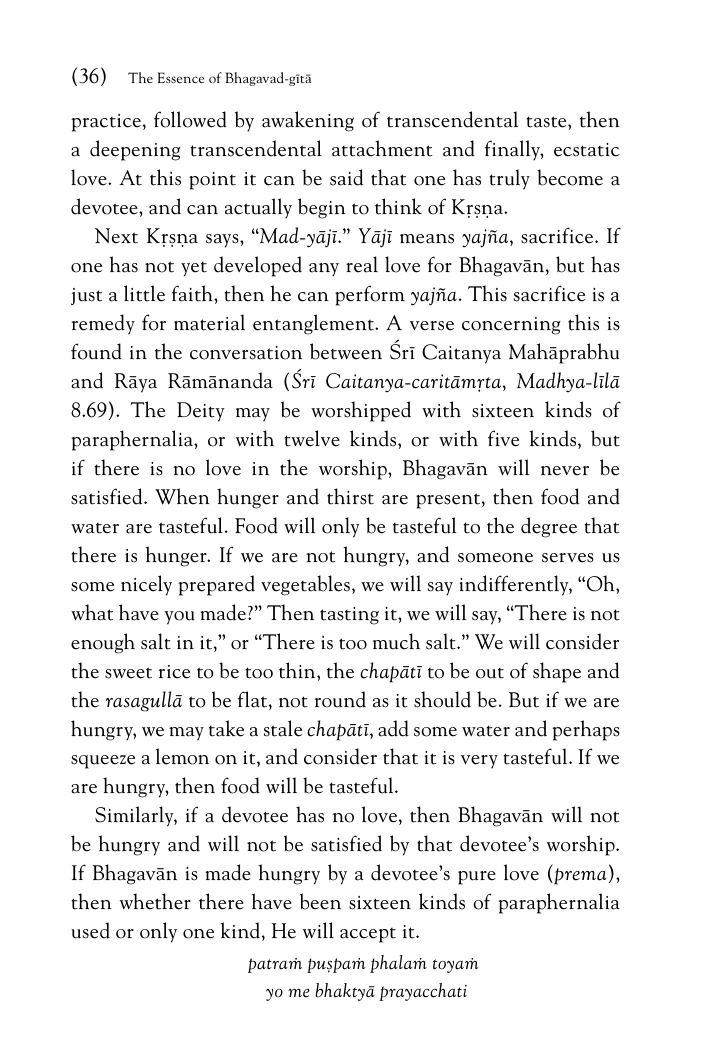 (36) The Essence of Bhagavad-gītā
practice, followed by awakening of transcendental taste, then
a deepening transcendental attachment and finally, ecstatic
love. At this point it can be said that one has truly become a
devotee, and can actually begin to think of Kṛṣṇa.
Next Kṛṣṇa says, “Mad-yājī.” Yājī means yajña, sacrifice. If
one has not yet developed any real love for Bhagavān, but has
just a little faith, then he can perform yajña. This sacrifice is a
remedy for material entanglement. A verse concerning this is
found in the conversation between Śrī Caitanya Mahāprabhu
and Rāya Rāmānanda (Śrī Caitanya-caritāmṛta, Madhya-līlā
8.69). The Deity may be worshipped with sixteen kinds of
paraphernalia, or with twelve kinds, or with five kinds, but
if there is no love in the worship, Bhagavān will never be
satisfied. When hunger and thirst are present, then food and
water are tasteful. Food will only be tasteful to the degree that
there is hunger. If we are not hungry, and someone serves us
some nicely prepared vegetables, we will say indifferently, “Oh,
what have you made?” Then tasting it, we will say, “There is not
enough salt in it,” or “There is too much salt.” We will consider
the sweet rice to be too thin, the chapātī to be out of shape and
the rasagullā to be flat, not round as it should be. But if we are
hungry, we may take a stale chapātī, add some water and perhaps
squeeze a lemon on it, and consider that it is very tasteful. If we
are hungry, then food will be tasteful.
Similarly, if a devotee has no love, then Bhagavān will not
be hungry and will not be satisfied by that devotee’s worship.
If Bhagavān is made hungry by a devotee’s pure love (prema),
then whether there have been sixteen kinds of paraphernalia
used or only one kind, He will accept it.
patraṁ puṣpaṁ phalaṁ toyaṁ
yo me bhaktyā prayacchati